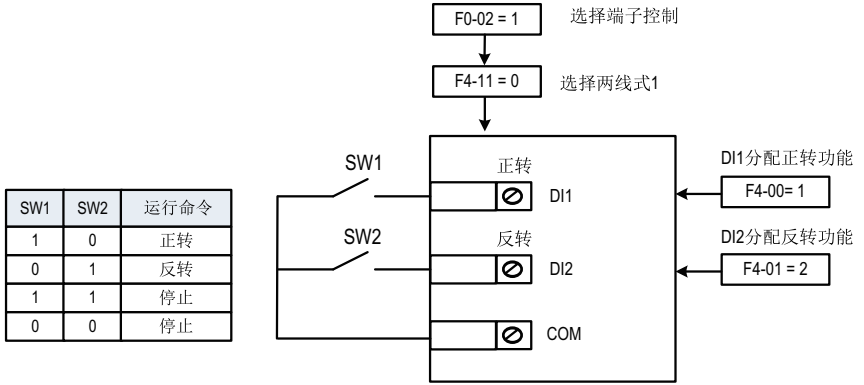 F0-02 = 1 选择端子控制
F4-11 = 0 选择两线式1
SW1 SW2 运行命令
1 0 正转
0 1 反转
1 1 停止
0 0 停止
SW1
正转
DI1
SW2
反转
DI2
COM
DI1分配正转功能
F4-00= 1
DI2分配反转功能
F4-01 = 2